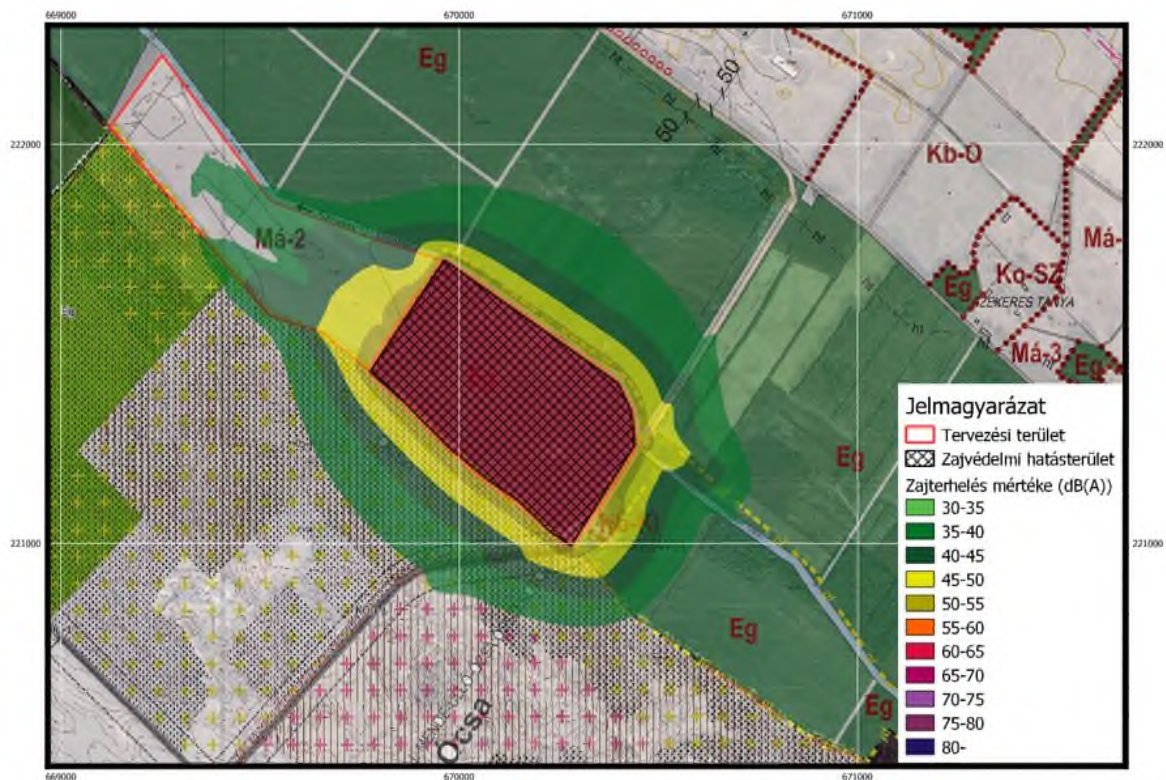 669000
670000
671000
222000
222000
Eg
50
50
Kb-O
Má-
Má-2
Ko-SZ
Eg
SZEKERES TANYA
Má-3
Eg
Eg
221000
221000
Eg
Eg
Ócsa
Jelmagyarázat
Tervezési terület
Zajvédelmi hatásterület
Zajterhelés mértéke (dB(A))
30-35
35-40
40-45
45-50
50-55
55-60
60-65
65-70
70-75
75-80
80-
669000
670000
671000